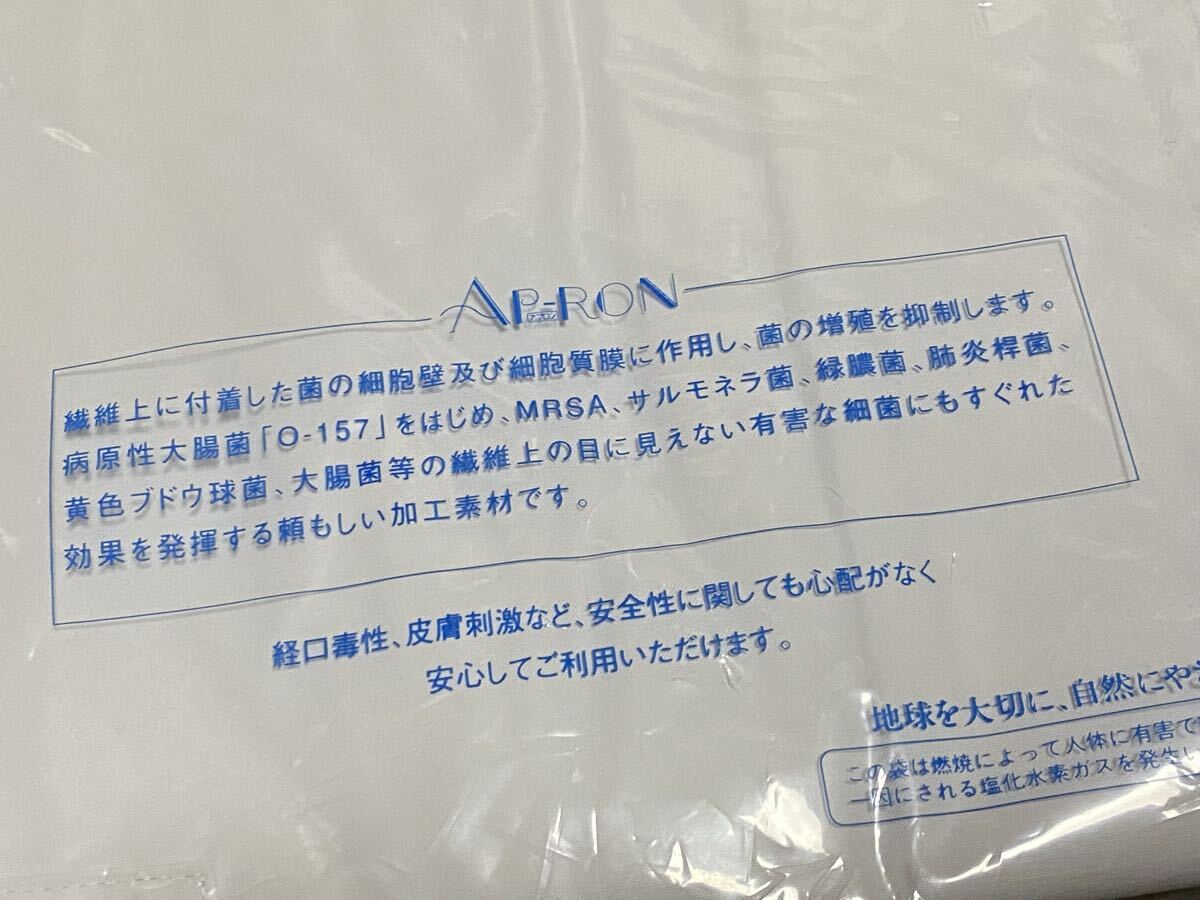 AP-RON
繊維上に付着した菌の細胞壁及び細胞質膜に作用し、菌の増殖を抑制します。
病原性大腸菌「O-157」をはじめ、MRSA、サルモネラ菌、緑膿菌、肺炎桿菌、
黄色ブドウ球菌、大腸菌等の繊維上の目に見えない有害な細菌にもすぐれた
効果を発揮する頼もしい加工素材です。
経口毒性、皮膚刺激など、安全性に関しても心配がなく
安心してご利用いただけます。
地球を大切に、自然にや
この袋は燃焼によって人体に有害で
一因にされる塩化水素ガスを発生し